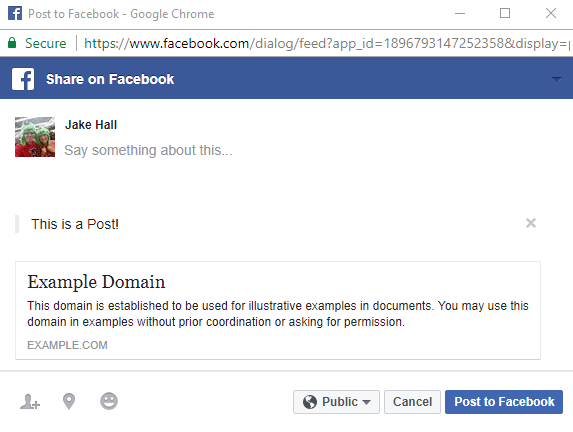 Post to Facebook - Google Chrome
Secure https://www.facebook.com/dialog/feed?app_id=1896793147252358&display=
Share on Facebook
Jake Hall
Say something about this...
This is a Post!
Example Domain
This domain is established to be used for illustrative examples in documents. You may use this
domain in examples without prior coordination or asking for permission.
EXAMPLE.COM
Public Cancel Post to Facebook